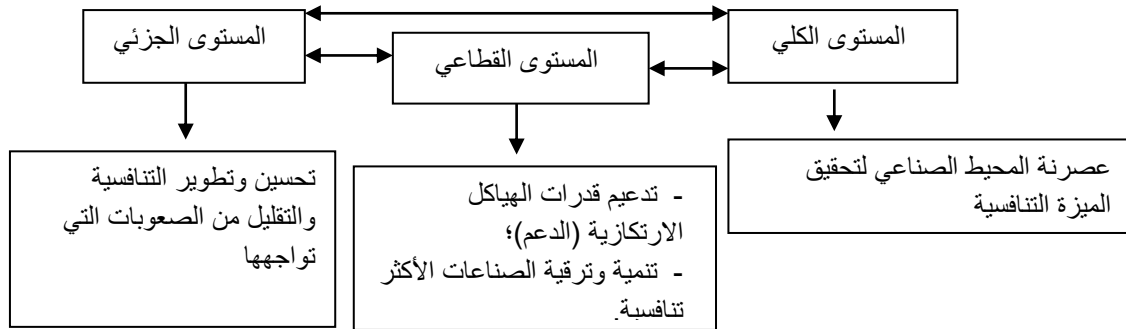 المستوى الكلي
المستوى القطاعي
المستوى الجزئي
عصرنة المحيط الصناعي لتحقيق
الميزة التنافسية
- تدعيم قدرات الهياكل
الارتكازية (الدعم)؛
- تنمية وترقية الصناعات الأكثر
تنافسية.
تحسين وتطوير التنافسية
والتقليل من الصعوبات التي
تواجهها